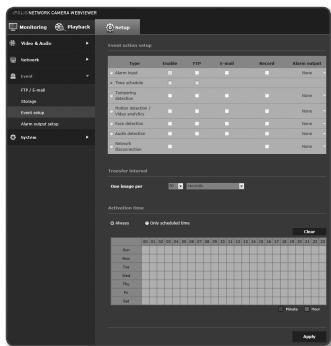 iPOLiS NETWORK CAMERA WEBVIEWER
Monitoring Playback Setup
Video & Audio
Network
Event
FTP / E-mail
Storage
Event setup
Alarm output setup
System
Event action setup
Type Enable FTP E-mail Record Alarm output
Alarm input None
Time schedule None
Tampering detection None
Motion detection / Video analytics None
Face detection None
Audio detection None
Network disconnection None
Transfer interval
One image per seconds
Activation time
Always Only scheduled time
Clear
00 01 02 03 04 05 06 07 08 09 10 11 12 13 14 15 16 17 18 19 20 21 22 23
Sun
Mon
Tue
Wed
Thu
Fri
Sat
Minute Hour
Apply